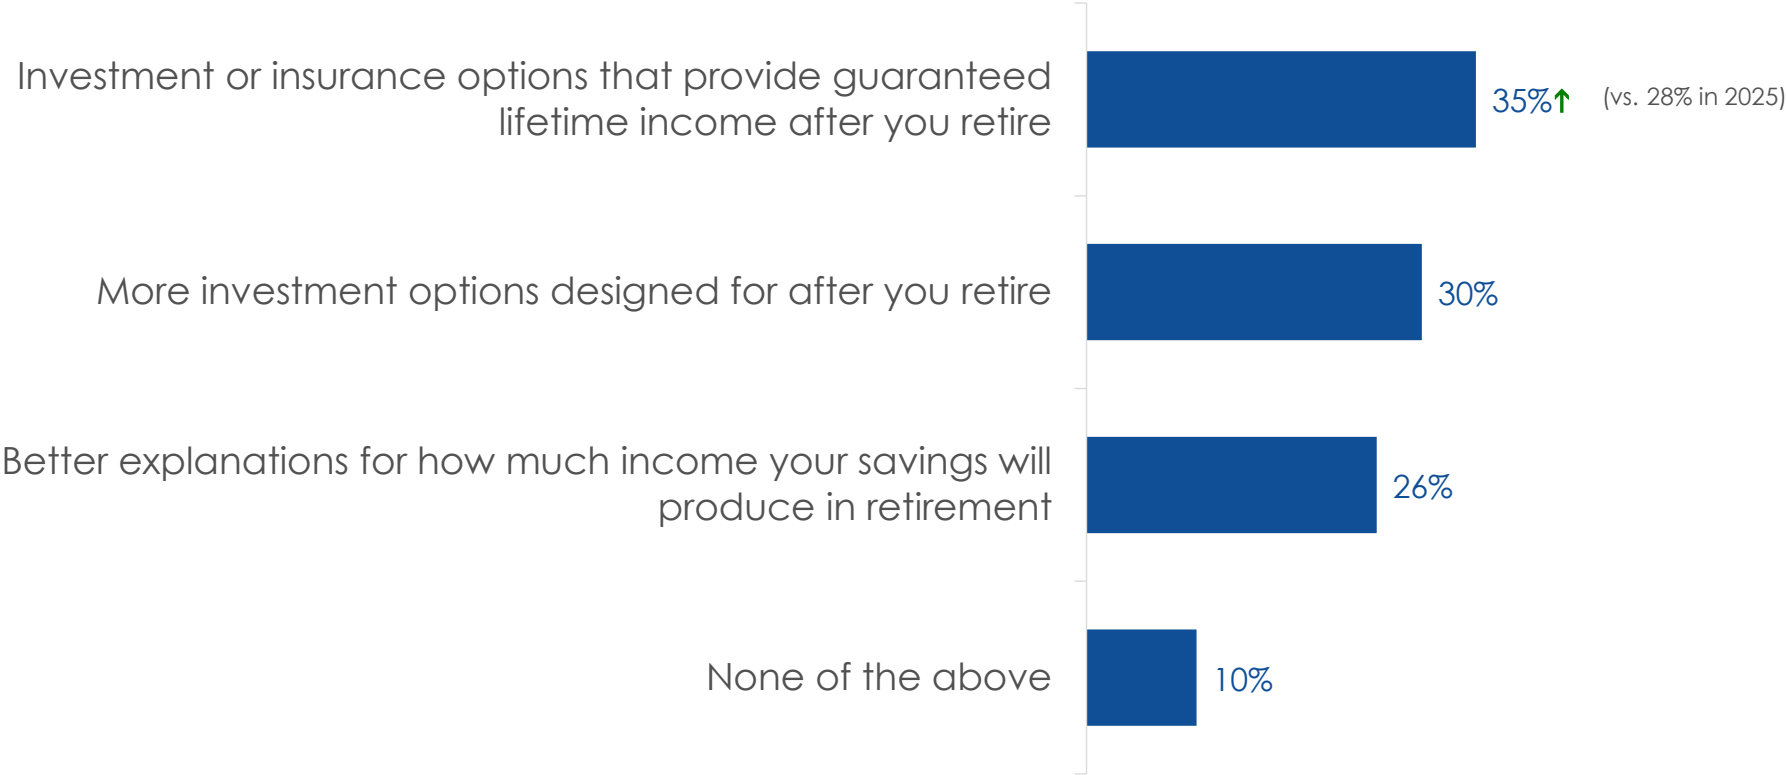 Investment or insurance options that provide guaranteed
lifetime income after you retire
35%↑ (vs. 28% in 2025)
More investment options designed for after you retire
30%
Better explanations for how much income your savings will
produce in retirement
26%
None of the above
10%